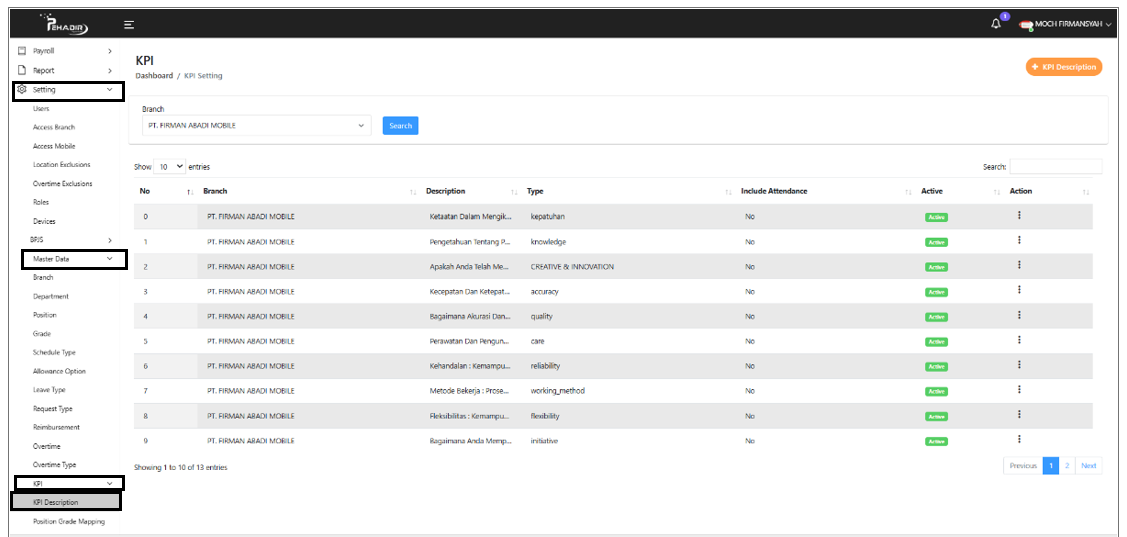 PEHADIR
1
MOCH FIRMANSYAH
Payroll
Report
Setting
Users
Access Branch
Access Mobile
Location Exclusions
Overtime Exclusions
Roles
Devices
BPJS
Master Data
Branch
Department
Position
Grade
Schedule Type
Allowance Option
Leave Type
Request Type
Reimbursement
Overtime
Overtime Type
KPI
KPI Description
Position Grade Mapping
KPI
Dashboard / KPI Setting
+ KPI Description
Branch
PT. FIRMAN ABADI MOBILE
Search
Show 10 entries
Search:
No Branch Description Type Include Attendance Active Action
0 PT. FIRMAN ABADI MOBILE Ketaatan Dalam Mengik... kepatuhan No Active
1 PT. FIRMAN ABADI MOBILE Pengetahuan Tentang P... knowledge No Active
2 PT. FIRMAN ABADI MOBILE Apakah Anda Telah Me... CREATIVE & INNOVATION No Active
3 PT. FIRMAN ABADI MOBILE Kecepatan Dan Ketepat... accuracy No Active
4 PT. FIRMAN ABADI MOBILE Bagaimana Akurasi Dan... quality No Active
5 PT. FIRMAN ABADI MOBILE Perawatan Dan Pengun... care No Active
6 PT. FIRMAN ABADI MOBILE Kehandalan : Kemampu... reliability No Active
7 PT. FIRMAN ABADI MOBILE Metode Bekerja : Prose... working_method No Active
8 PT. FIRMAN ABADI MOBILE Fleksibilitas : Kemampu... flexibility No Active
9 PT. FIRMAN ABADI MOBILE Bagaimana Anda Memp... initiative No Active
Showing 1 to 10 of 13 entries
Previous 1 2 Next